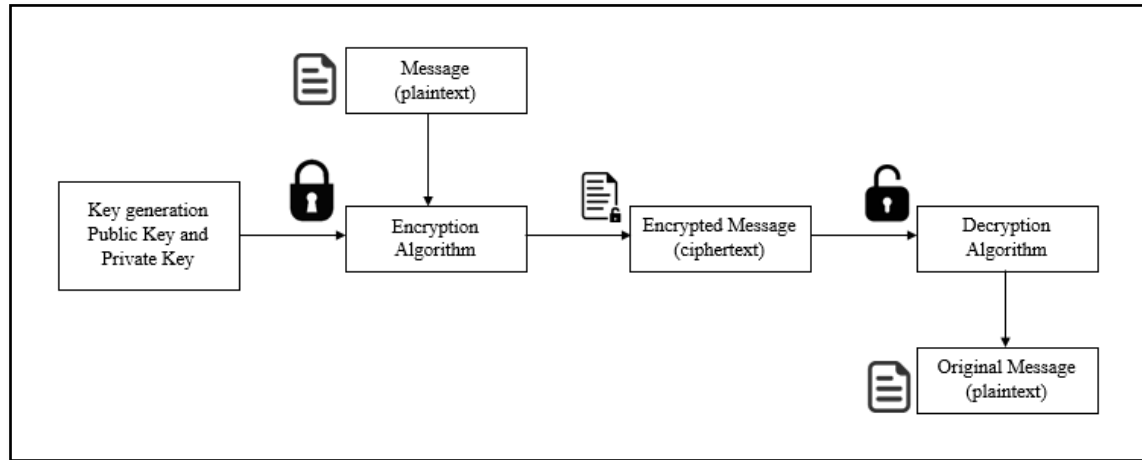 Message
(plaintext)
Key generation
Public Key and
Private Key
Encryption
Algorithm
Encrypted Message
(ciphertext)
Decryption
Algorithm
Original Message
(plaintext)